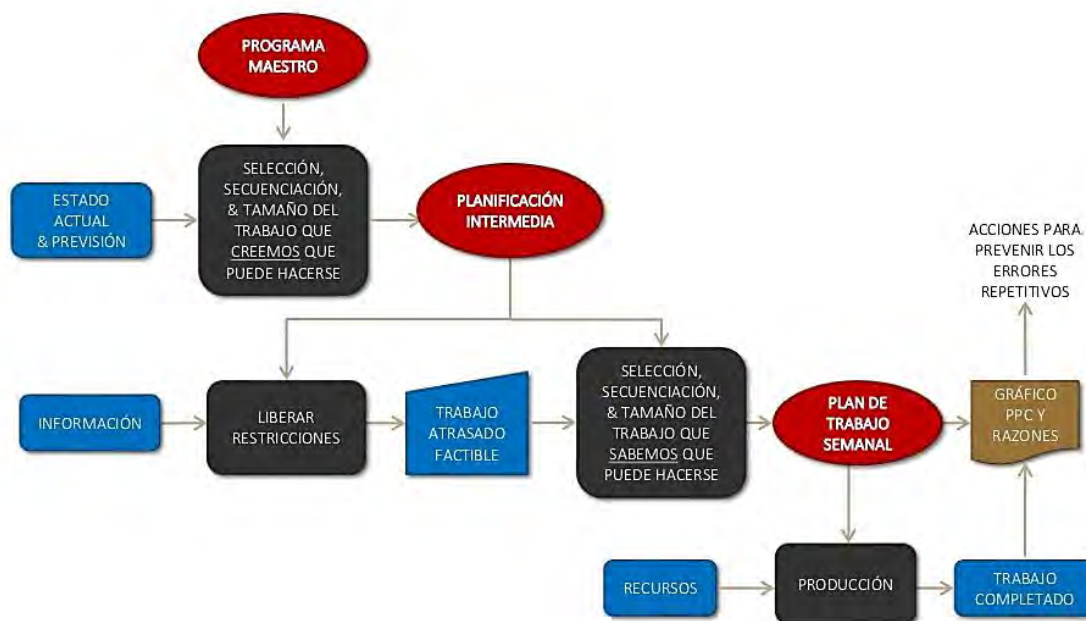 PROGRAMA
MAESTRO
SELECCIÓN,
SECUENCIACIÓN,
& TAMAÑO DEL
TRABAJO QUE
CREEMOS QUE
PUEDE HACERSE
ESTADO
ACTUAL
& PREVISIÓN
PLANIFICACIÓN
INTERMEDIA
ACCIONES PARA
PREVENIR LOS
ERRORES
REPETITIVOS
INFORMACIÓN
LIBERAR
RESTRICCIONES
TRABAJO
ATRASADO
FACTIBLE
SELECCIÓN,
SECUENCIACIÓN,
& TAMAÑO DEL
TRABAJO QUE
SABEMOS QUE
PUEDE HACERSE
PLAN DE
TRABAJO
SEMANAL
GRÁFICO
PPC Y
RAZONES
RECURSOS
PRODUCCIÓN
TRABAJO
COMPLETADO